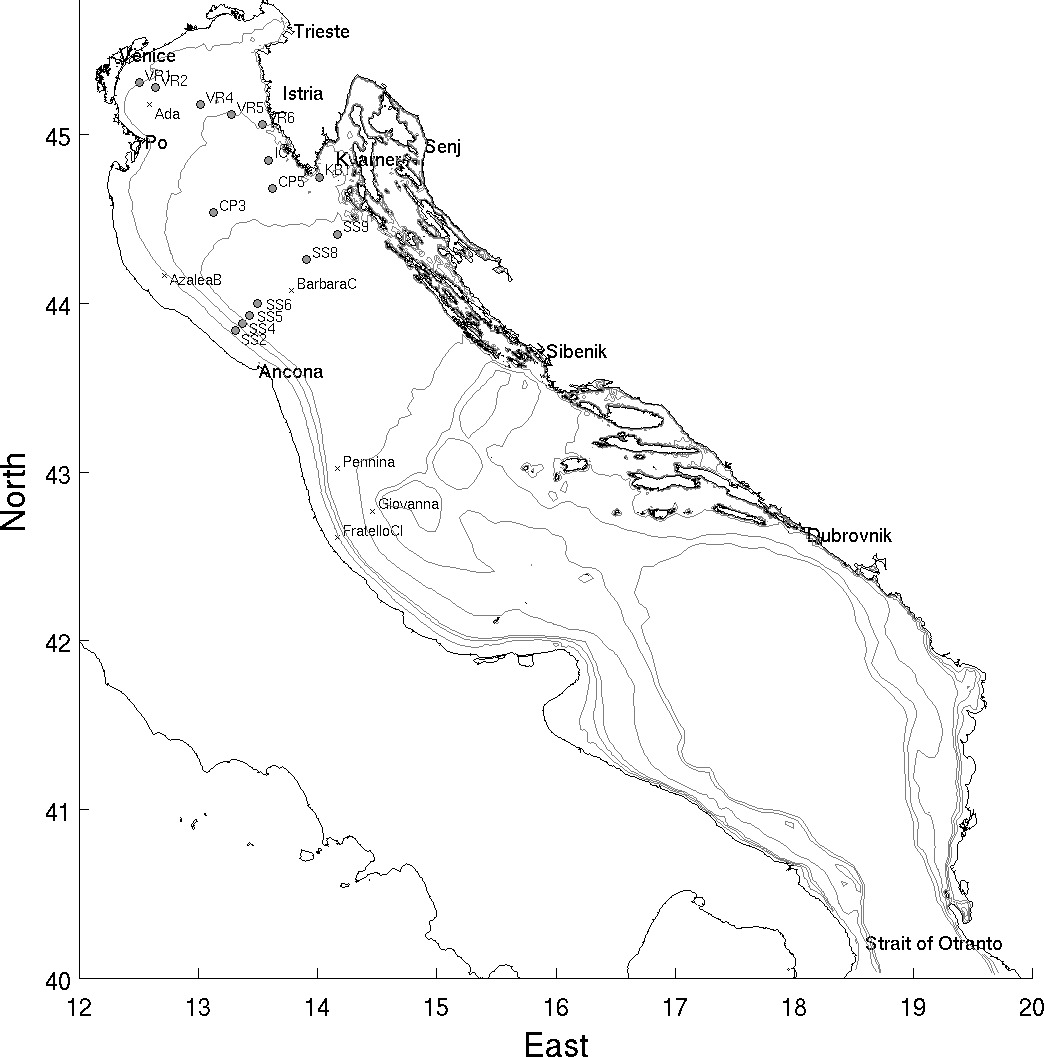 Trieste
Venice
VR1
VR2
Istria
VR4
Ada
VR5
VR6
45
Po
Senj
IC
Kvarner
KB1
CP5
CP3
SS9
SS8
AzaleaB
BarbaraC
44
SS6
SS5
SS4
SS2
Sibenik
Ancona
43
Pennina
Giovanna
FratelloCl
Dubrovnik
North
42
41
Strait of Otranto
40
12 13 14 15 16 17 18 19 20
East